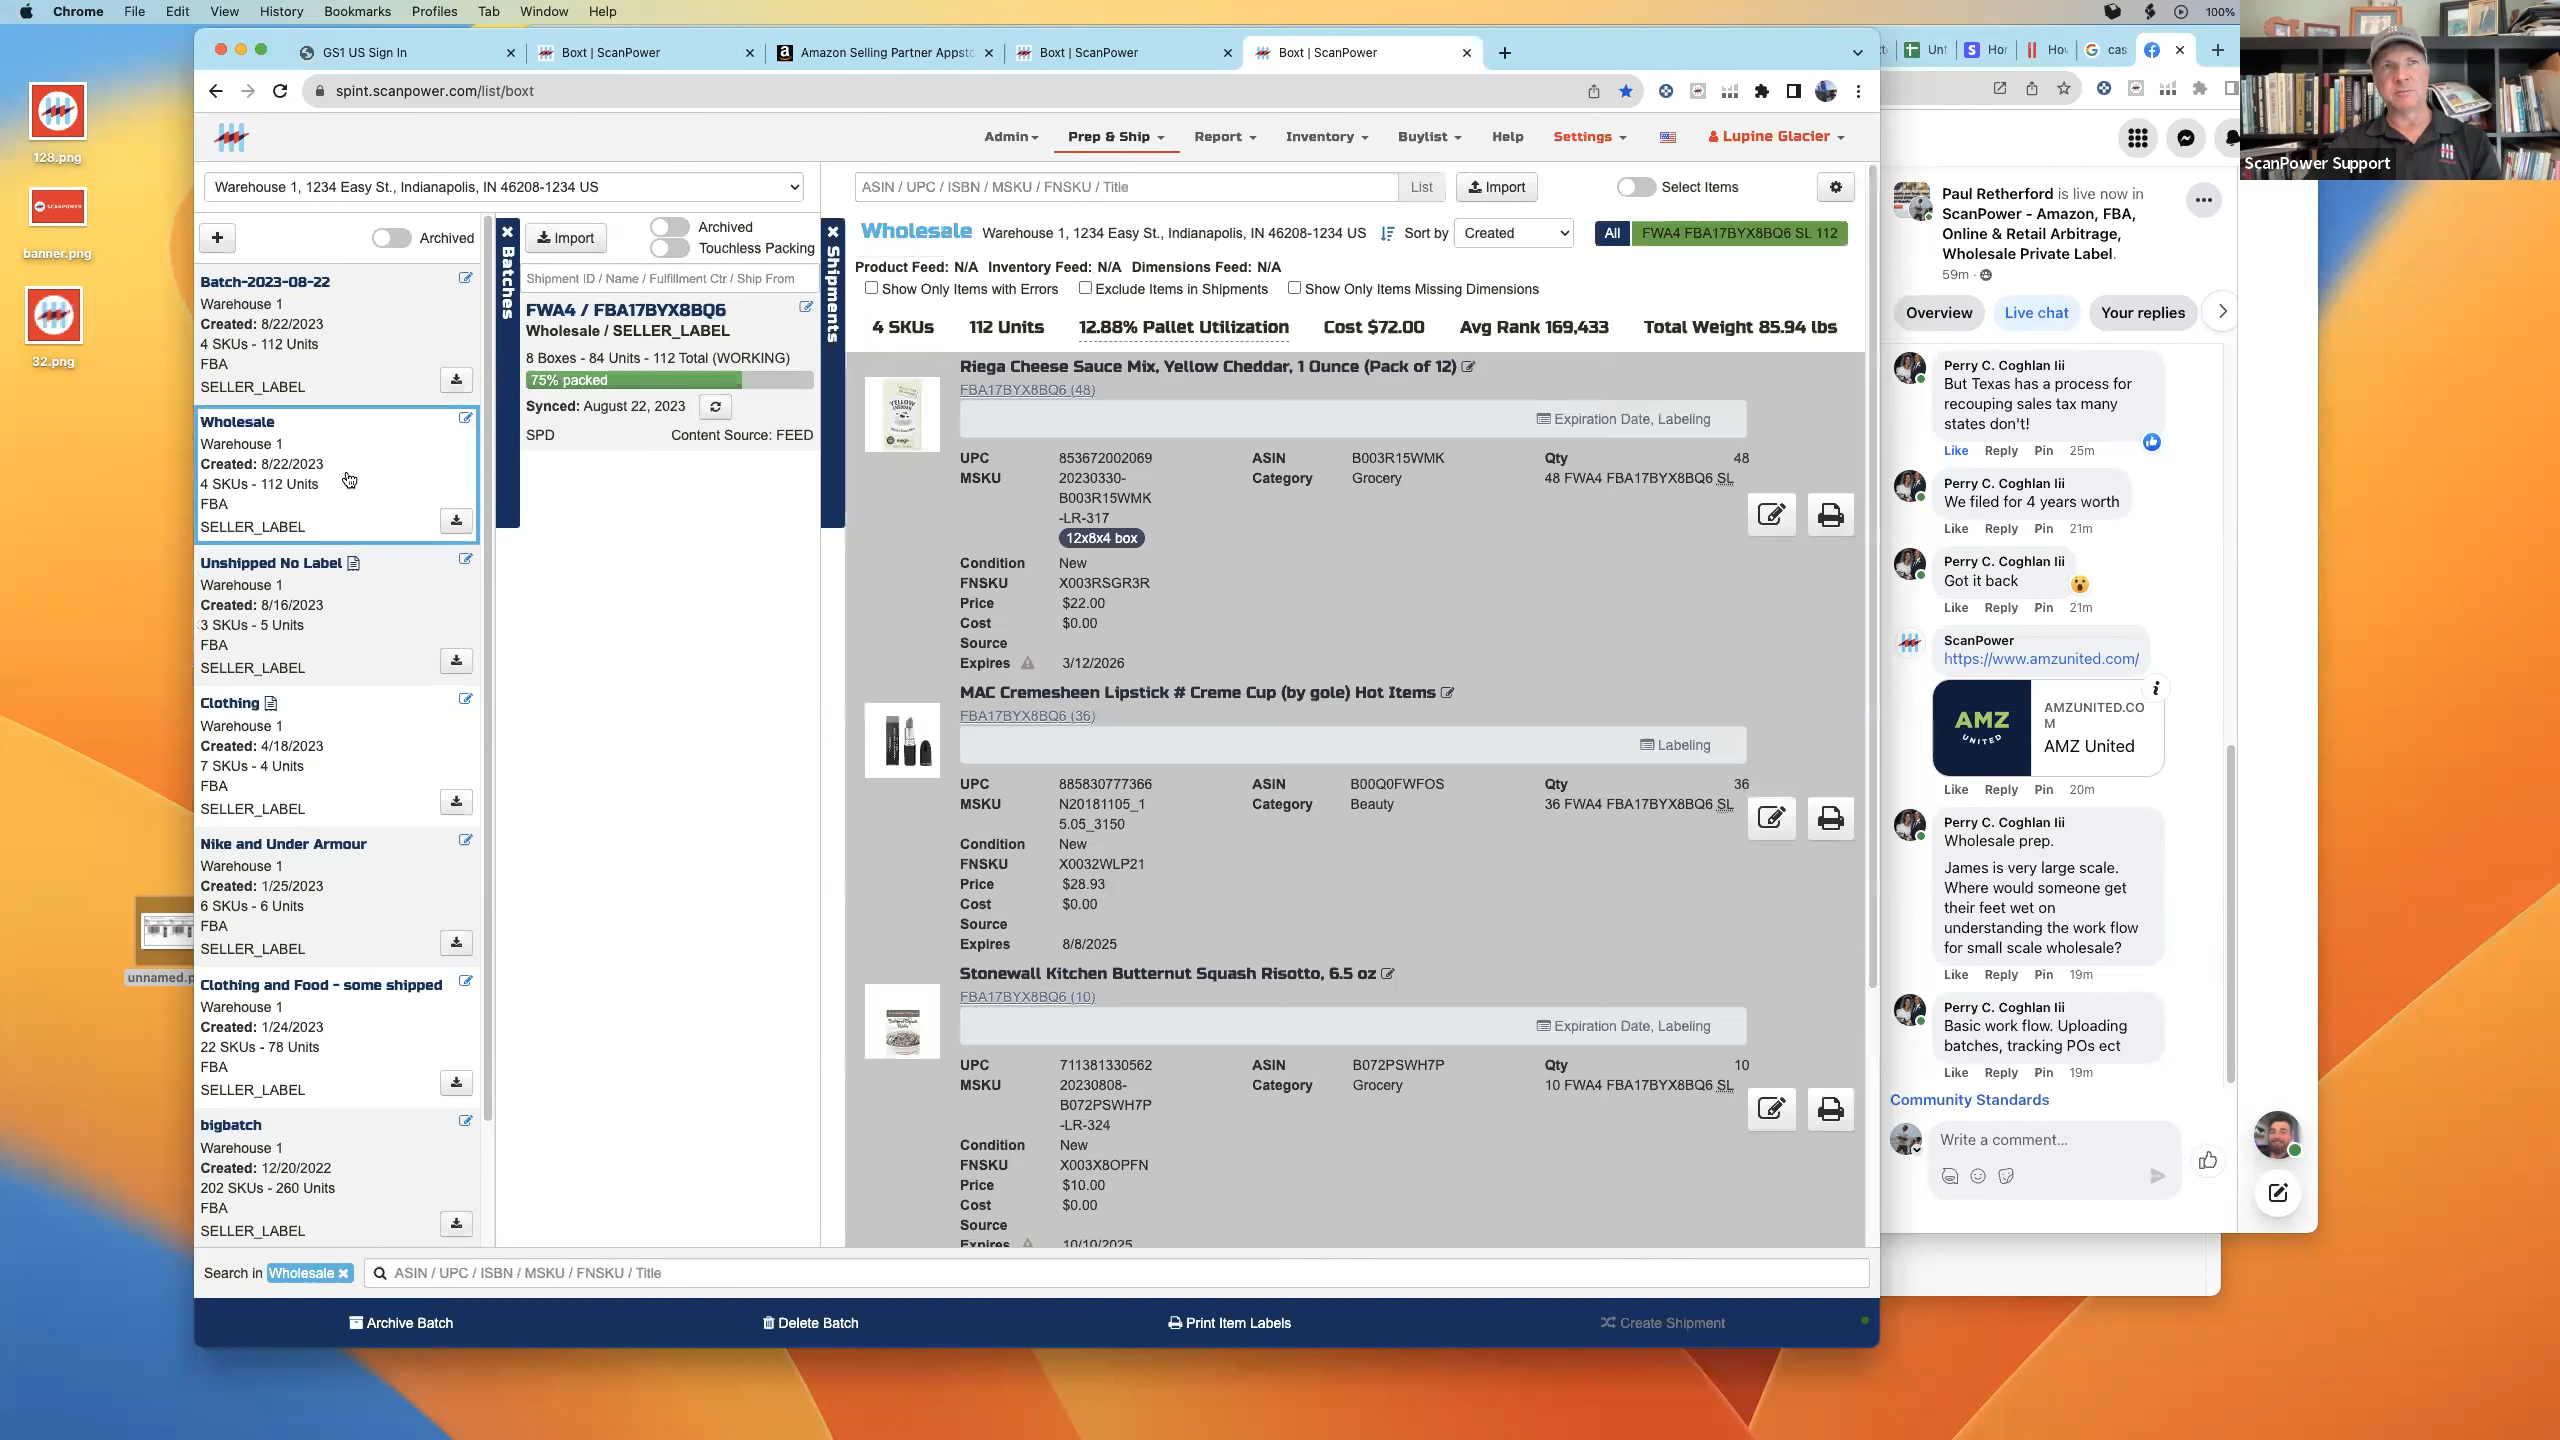 Chrome File Edit View History Bookmarks Profiles Tab Window Help
100%
GS1 US Sign In
Boxt | ScanPower
Amazon Selling Partner Appst
Boxt | ScanPower
Boxt | ScanPower
spint.scanpower.com/list/boxt
Admin Prep & Ship Report Inventory Buylist Help Settings Lupine Glacier
Warehouse 1, 1234 Easy St., Indianapolis, IN 46208-1234 US
Archived
Batch-2023-08-22
Warehouse 1
Created: 8/22/2023
4 SKUs - 112 Units
FBA
SELLER_LABEL
Wholesale
Warehouse 1
Created: 8/22/2023
4 SKUs - 112 Units
FBA
SELLER_LABEL
Unshipped No Label
Warehouse 1
Created: 8/16/2023
3 SKUs - 5 Units
FBA
SELLER_LABEL
Clothing
Warehouse 1
Created: 4/18/2023
7 SKUs - 4 Units
FBA
SELLER_LABEL
Nike and Under Armour
Warehouse 1
Created: 1/25/2023
6 SKUs - 6 Units
FBA
SELLER_LABEL
Clothing and Food - some shipped
Warehouse 1
Created: 1/24/2023
22 SKUs - 78 Units
FBA
SELLER_LABEL
bigbatch
Warehouse 1
Created: 12/20/2022
202 SKUs - 260 Units
FBA
SELLER_LABEL
Batches
Import
Archived
Touchless Packing
Shipment ID / Name / Fulfillment Ctr / Ship From
FWA4 / FBA17BYX8BQ6
Wholesale / SELLER_LABEL
8 Boxes - 84 Units - 112 Total (WORKING)
75% packed
Synced: August 22, 2023
SPD Content Source: FEED
Shipments
ASIN / UPC / ISBN / MSKU / FNSKU / Title
List
Import
Select Items
Wholesale Warehouse 1, 1234 Easy St., Indianapolis, IN 46208-1234 US
Sort by Created
All FWA4 FBA17BYX8BQ6 SL 112
Product Feed: N/A Inventory Feed: N/A Dimensions Feed: N/A
Show Only Items with Errors Exclude Items in Shipments Show Only Items Missing Dimensions
4 SKUs 112 Units 12.88% Pallet Utilization Cost $72.00 Avg Rank 169,433 Total Weight 85.94 lbs
Riega Cheese Sauce Mix, Yellow Cheddar, 1 Ounce (Pack of 12)
FBA17BYX8BQ6 (48)
Expiration Date, Labeling
UPC 853672002069 ASIN B003R15WMK Qty 48
MSKU 20230330- Category Grocery 48 FWA4 FBA17BYX8BQ6 SL
B003R15WMK
-LR-317
12x8x4 box
Condition New
FNSKU X003RSGR3R
Price $22.00
Cost $0.00
Source
Expires 3/12/2026
MAC Cremesheen Lipstick # Creme Cup (by gole) Hot Items
FBA17BYX8BQ6 (36)
Labeling
UPC 885830777366 ASIN B00Q0FWFOS Qty 36
MSKU N20181105_1 Category Beauty 36 FWA4 FBA17BYX8BQ6 SL
5.05_3150
Condition New
FNSKU X0032WLP21
Price $28.93
Cost $0.00
Source
Expires 8/8/2025
Stonewall Kitchen Butternut Squash Risotto, 6.5 oz
FBA17BYX8BQ6 (10)
Expiration Date, Labeling
UPC 711381330562 ASIN B072PSWH7P Qty 10
MSKU 20230808- Category Grocery 10 FWA4 FBA17BYX8BQ6 SL
B072PSWH7P
-LR-324
Condition New
FNSKU X003X8OPFN
Price $10.00
Cost $0.00
Source
Expires 10/10/2025
Search in Wholesale ASIN / UPC / ISBN / MSKU / FNSKU / Title
Archive Batch Delete Batch Print Item Labels Create Shipment
128.png
banner.png
32.png
unnamed.p
Unt
Hor
Hov
cas
ScanPower Support
Paul Retherford is live now in
ScanPower - Amazon, FBA,
Online & Retail Arbitrage,
Wholesale Private Label.
59m
Overview Live chat Your replies
Perry C. Coghlan Iii
But Texas has a process for
recouping sales tax many
states don't!
Like Reply Pin 25m
Perry C. Coghlan Iii
We filed for 4 years worth
Like Reply Pin 21m
Perry C. Coghlan Iii
Got it back
Like Reply Pin 21m
ScanPower
https://www.amzunited.com/
AMZ
UNITED
AMZUNITED.CO
M
AMZ United
Like Reply Pin 20m
Perry C. Coghlan Iii
Wholesale prep.
James is very large scale.
Where would someone get
their feet wet on
understanding the work flow
for small scale wholesale?
Like Reply Pin 19m
Perry C. Coghlan Iii
Basic work flow. Uploading
batches, tracking POs ect
Like Reply Pin 19m
Community Standards
Write a comment...